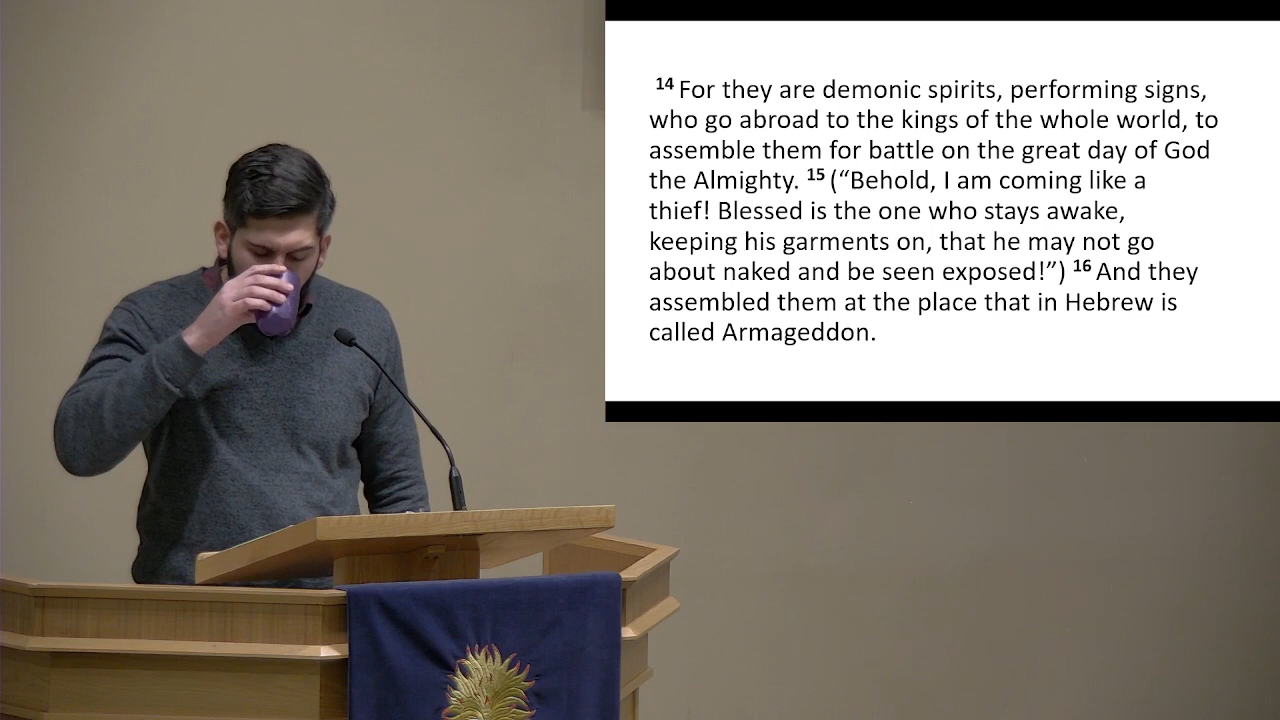 14 For they are demonic spirits, performing signs,
who go abroad to the kings of the whole world, to
assemble them for battle on the great day of God
the Almighty. 15 (“Behold, I am coming like a
thief! Blessed is the one who stays awake,
keeping his garments on, that he may not go
about naked and be seen exposed!”) 16 And they
assembled them at the place that in Hebrew is
called Armageddon.